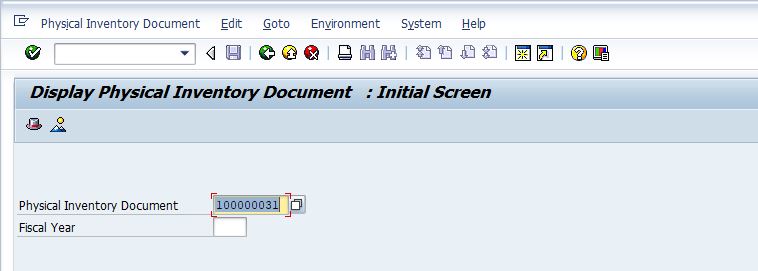 Physical Inventory Document Edit Goto Environment System Help
Display Physical Inventory Document : Initial Screen
Physical Inventory Document 100000031
Fiscal Year